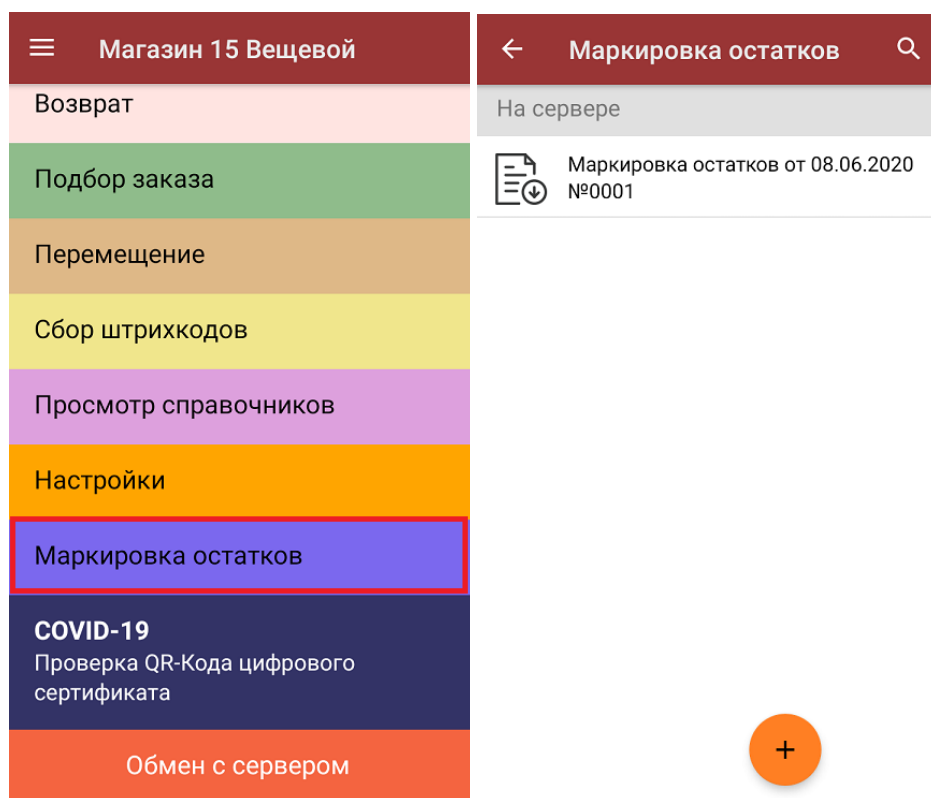 Магазин 15 Вещевой
Возврат
Подбор заказа
Перемещение
Сбор штрихкодов
Просмотр справочников
Настройки
Маркировка остатков
COVID-19
Проверка QR-Кода цифрового
сертификата
Обмен с сервером
Маркировка остатков
На сервере
Маркировка остатков от 08.06.2020
№0001
+